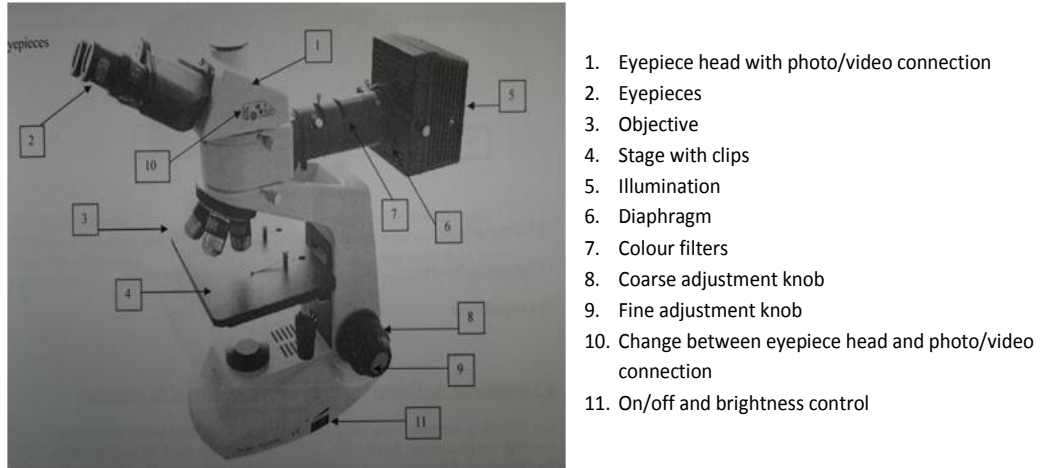 yepieces
1
2
3
4
5
6
7
8
9
10
11
1. Eyepiece head with photo/video connection
2. Eyepieces
3. Objective
4. Stage with clips
5. Illumination
6. Diaphragm
7. Colour filters
8. Coarse adjustment knob
9. Fine adjustment knob
10. Change between eyepiece head and photo/video
connection
11. On/off and brightness control